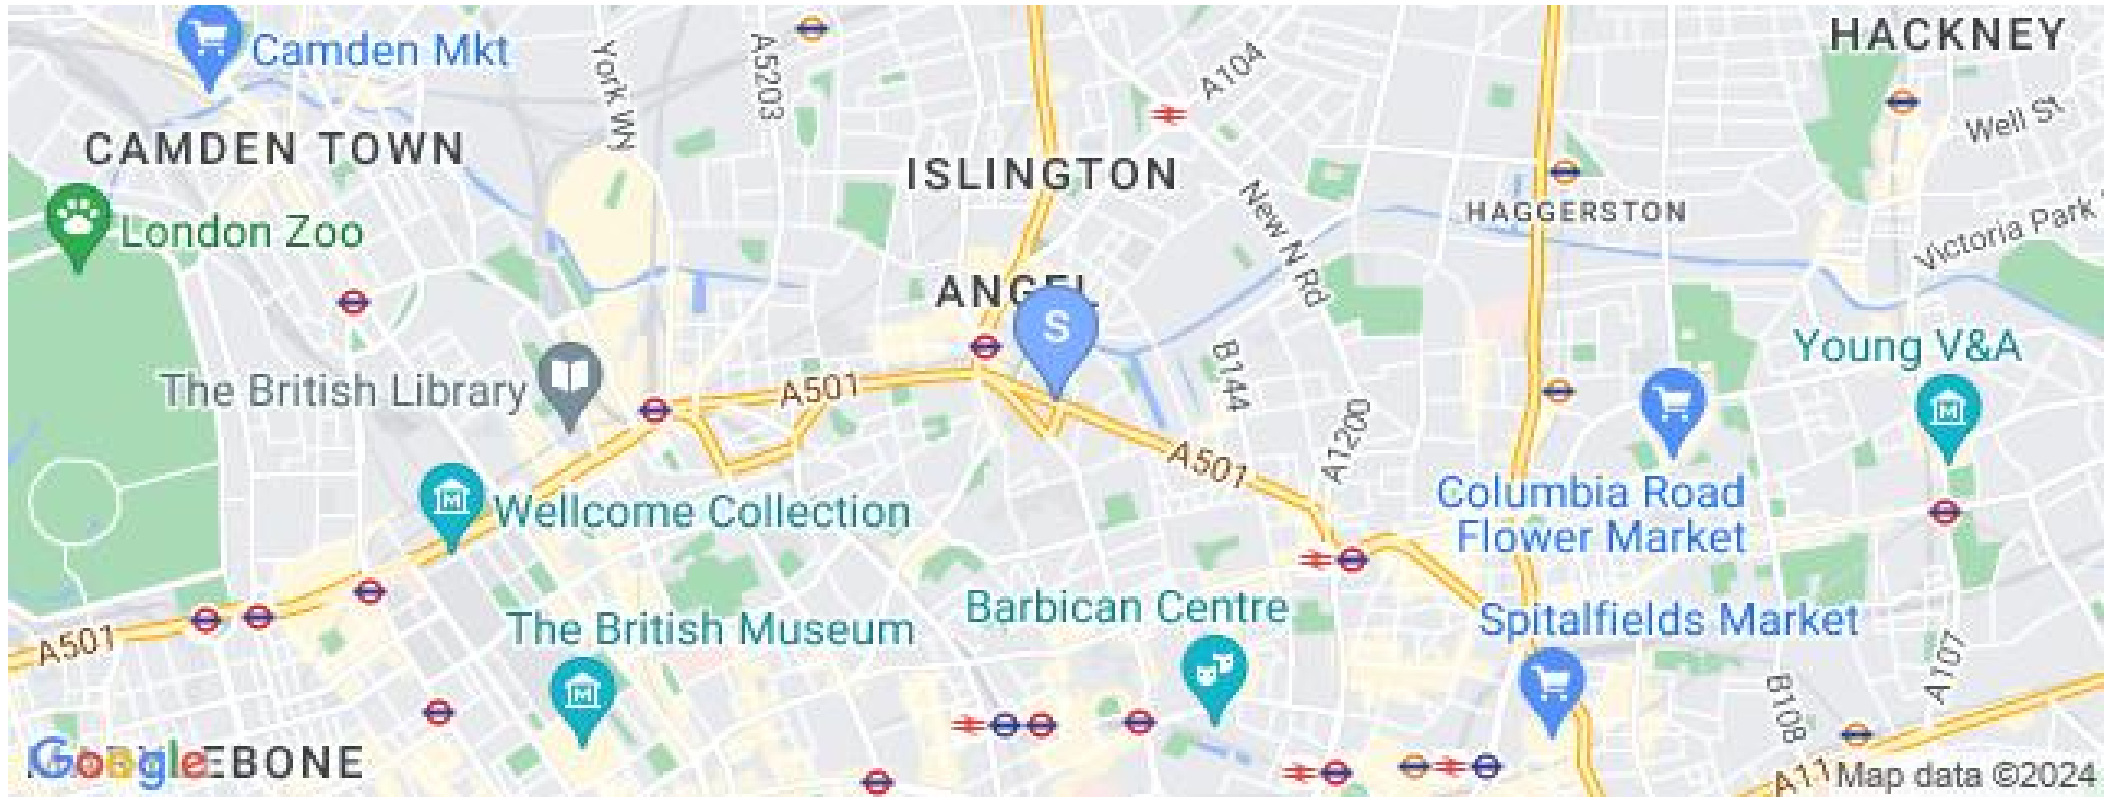 HACKNEY
Camden Mkt
York Wy
A5203
A104
Well St
CAMDEN TOWN
ISLINGTON
London Zoo
New N Rd
HAGGERSTON
Victoria Park
ANGEL
S
The British Library
A501
B144
A1200
Young V&A
A501
Columbia Road
Flower Market
Wellcome Collection
The British Museum
Barbican Centre
Spitalfields Market
A501
B108
A107
Google
EBONE
A11
Map data ©2024